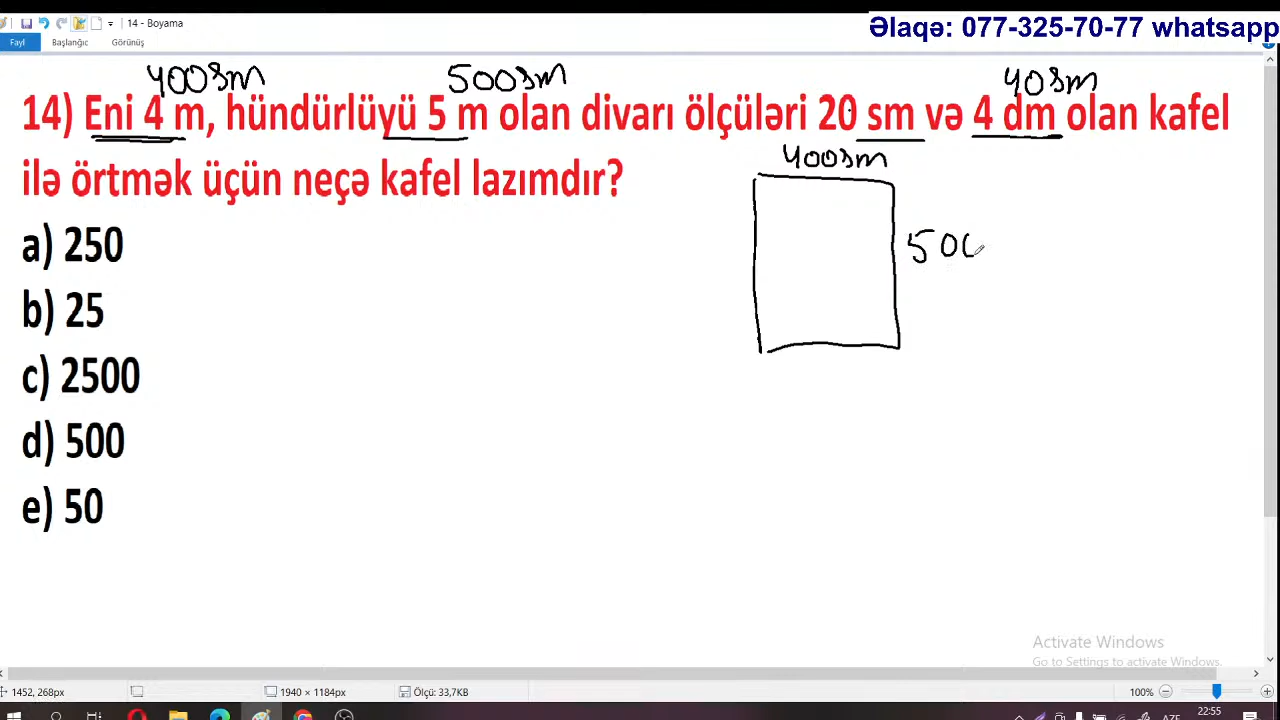 14 - Boyama
Əlaqə: 077-325-70-77 whatsapp
Fayl Başlanğıc Görünüş
400sm 500sm 40sm
14) Eni 4 m, hündürlüyü 5 m olan divarı ölçüləri 20 sm və 4 dm olan kafel
ilə örtmək üçün neçə kafel lazımdır?
400sm
a) 250
500
b) 25
c) 2500
d) 500
e) 50
Activate Windows
Go to Settings to activate Windows.
1452, 268px 1940 × 1184px Ölçü: 33,7KB 100%
AZE 22:55